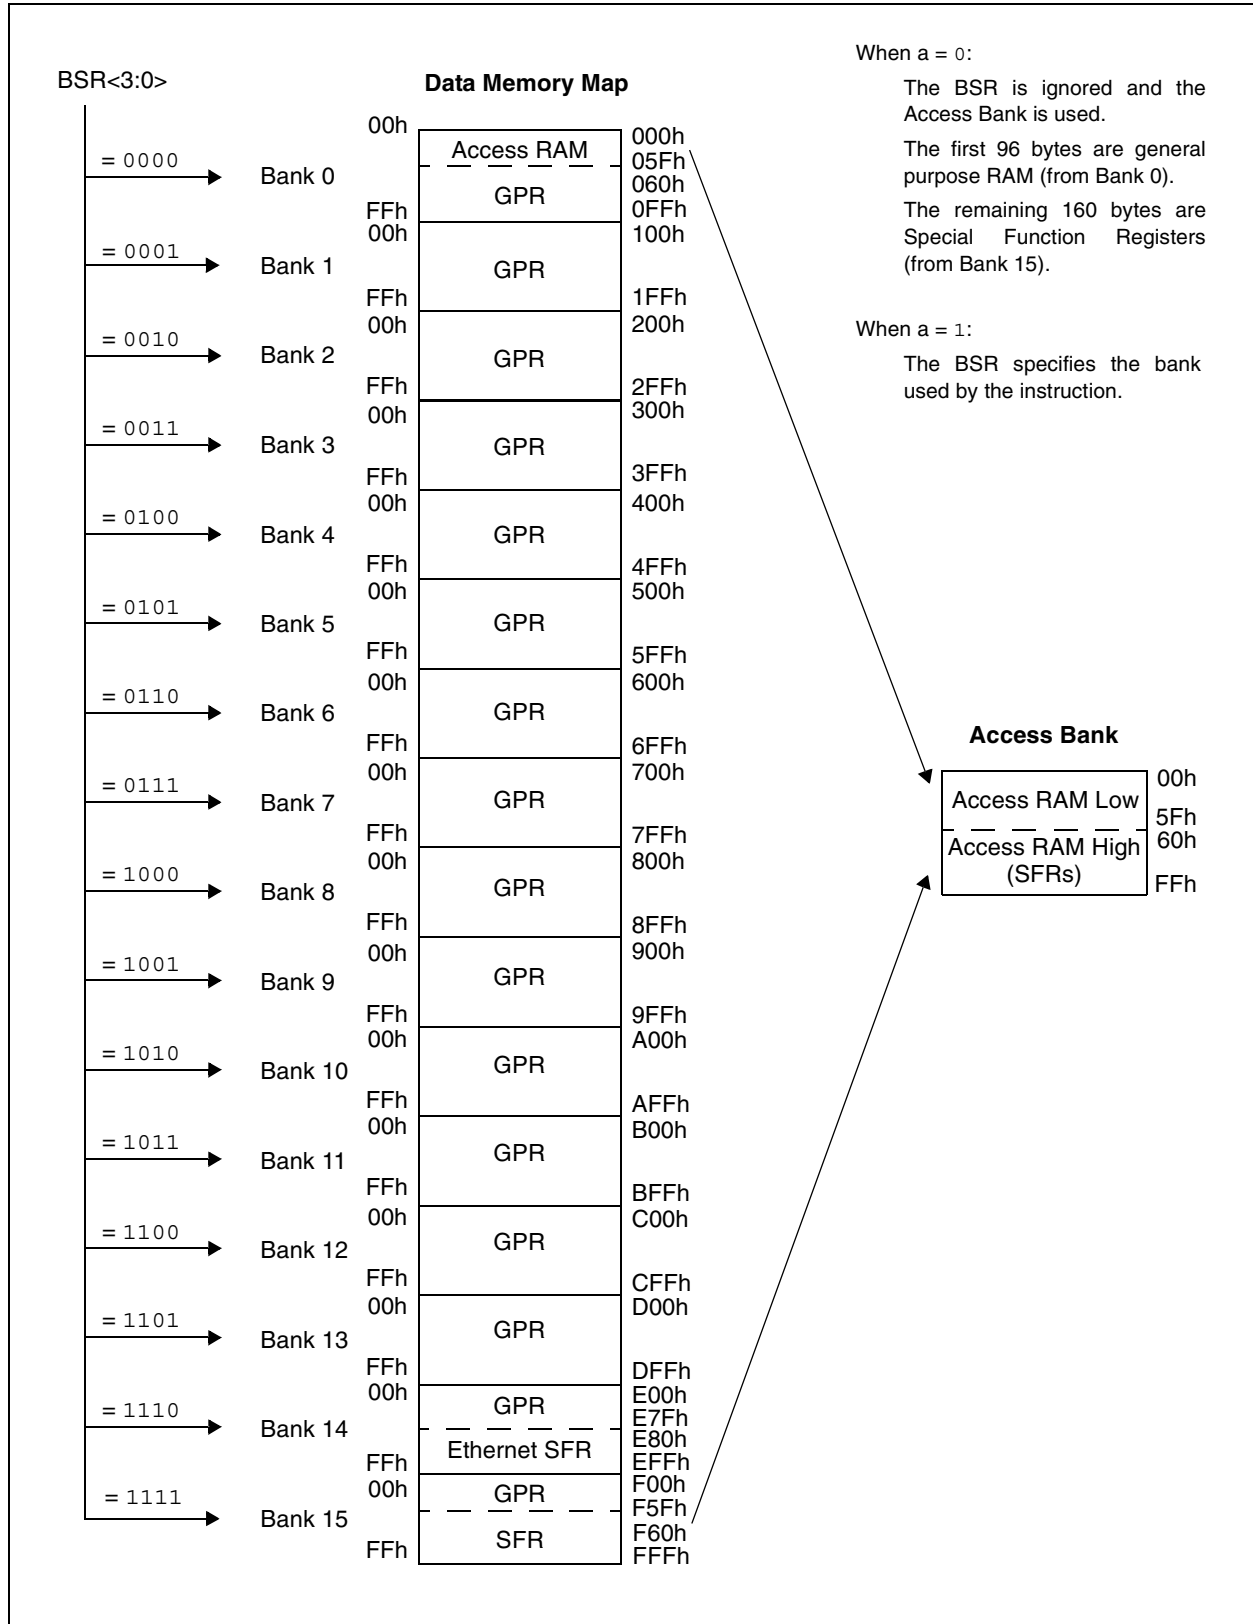 BSR<3:0>
Data Memory Map
When a = 0:
The BSR is ignored and the
Access Bank is used.
The first 96 bytes are general
purpose RAM (from Bank 0).
The remaining 160 bytes are
Special Function Registers
(from Bank 15).
When a = 1:
The BSR specifies the bank
used by the instruction.
= 0000
Bank 0
00h
FFh
Access RAM
GPR
000h
05Fh
060h
0FFh
= 0001
Bank 1
00h
FFh
GPR
100h
1FFh
= 0010
Bank 2
00h
FFh
GPR
200h
2FFh
= 0011
Bank 3
00h
FFh
GPR
300h
3FFh
= 0100
Bank 4
00h
FFh
GPR
400h
4FFh
= 0101
Bank 5
00h
FFh
GPR
500h
5FFh
= 0110
Bank 6
00h
FFh
GPR
600h
6FFh
= 0111
Bank 7
00h
FFh
GPR
700h
7FFh
= 1000
Bank 8
00h
FFh
GPR
800h
8FFh
= 1001
Bank 9
00h
FFh
GPR
900h
9FFh
= 1010
Bank 10
00h
FFh
GPR
A00h
AFFh
= 1011
Bank 11
00h
FFh
GPR
B00h
BFFh
= 1100
Bank 12
00h
FFh
GPR
C00h
CFFh
= 1101
Bank 13
00h
FFh
GPR
D00h
DFFh
= 1110
Bank 14
00h
FFh
GPR
Ethernet SFR
E00h
E7Fh
E80h
EFFh
= 1111
Bank 15
00h
FFh
GPR
SFR
F00h
F5Fh
F60h
FFFh
Access Bank
Access RAM Low
Access RAM High
(SFRs)
00h
5Fh
60h
FFh